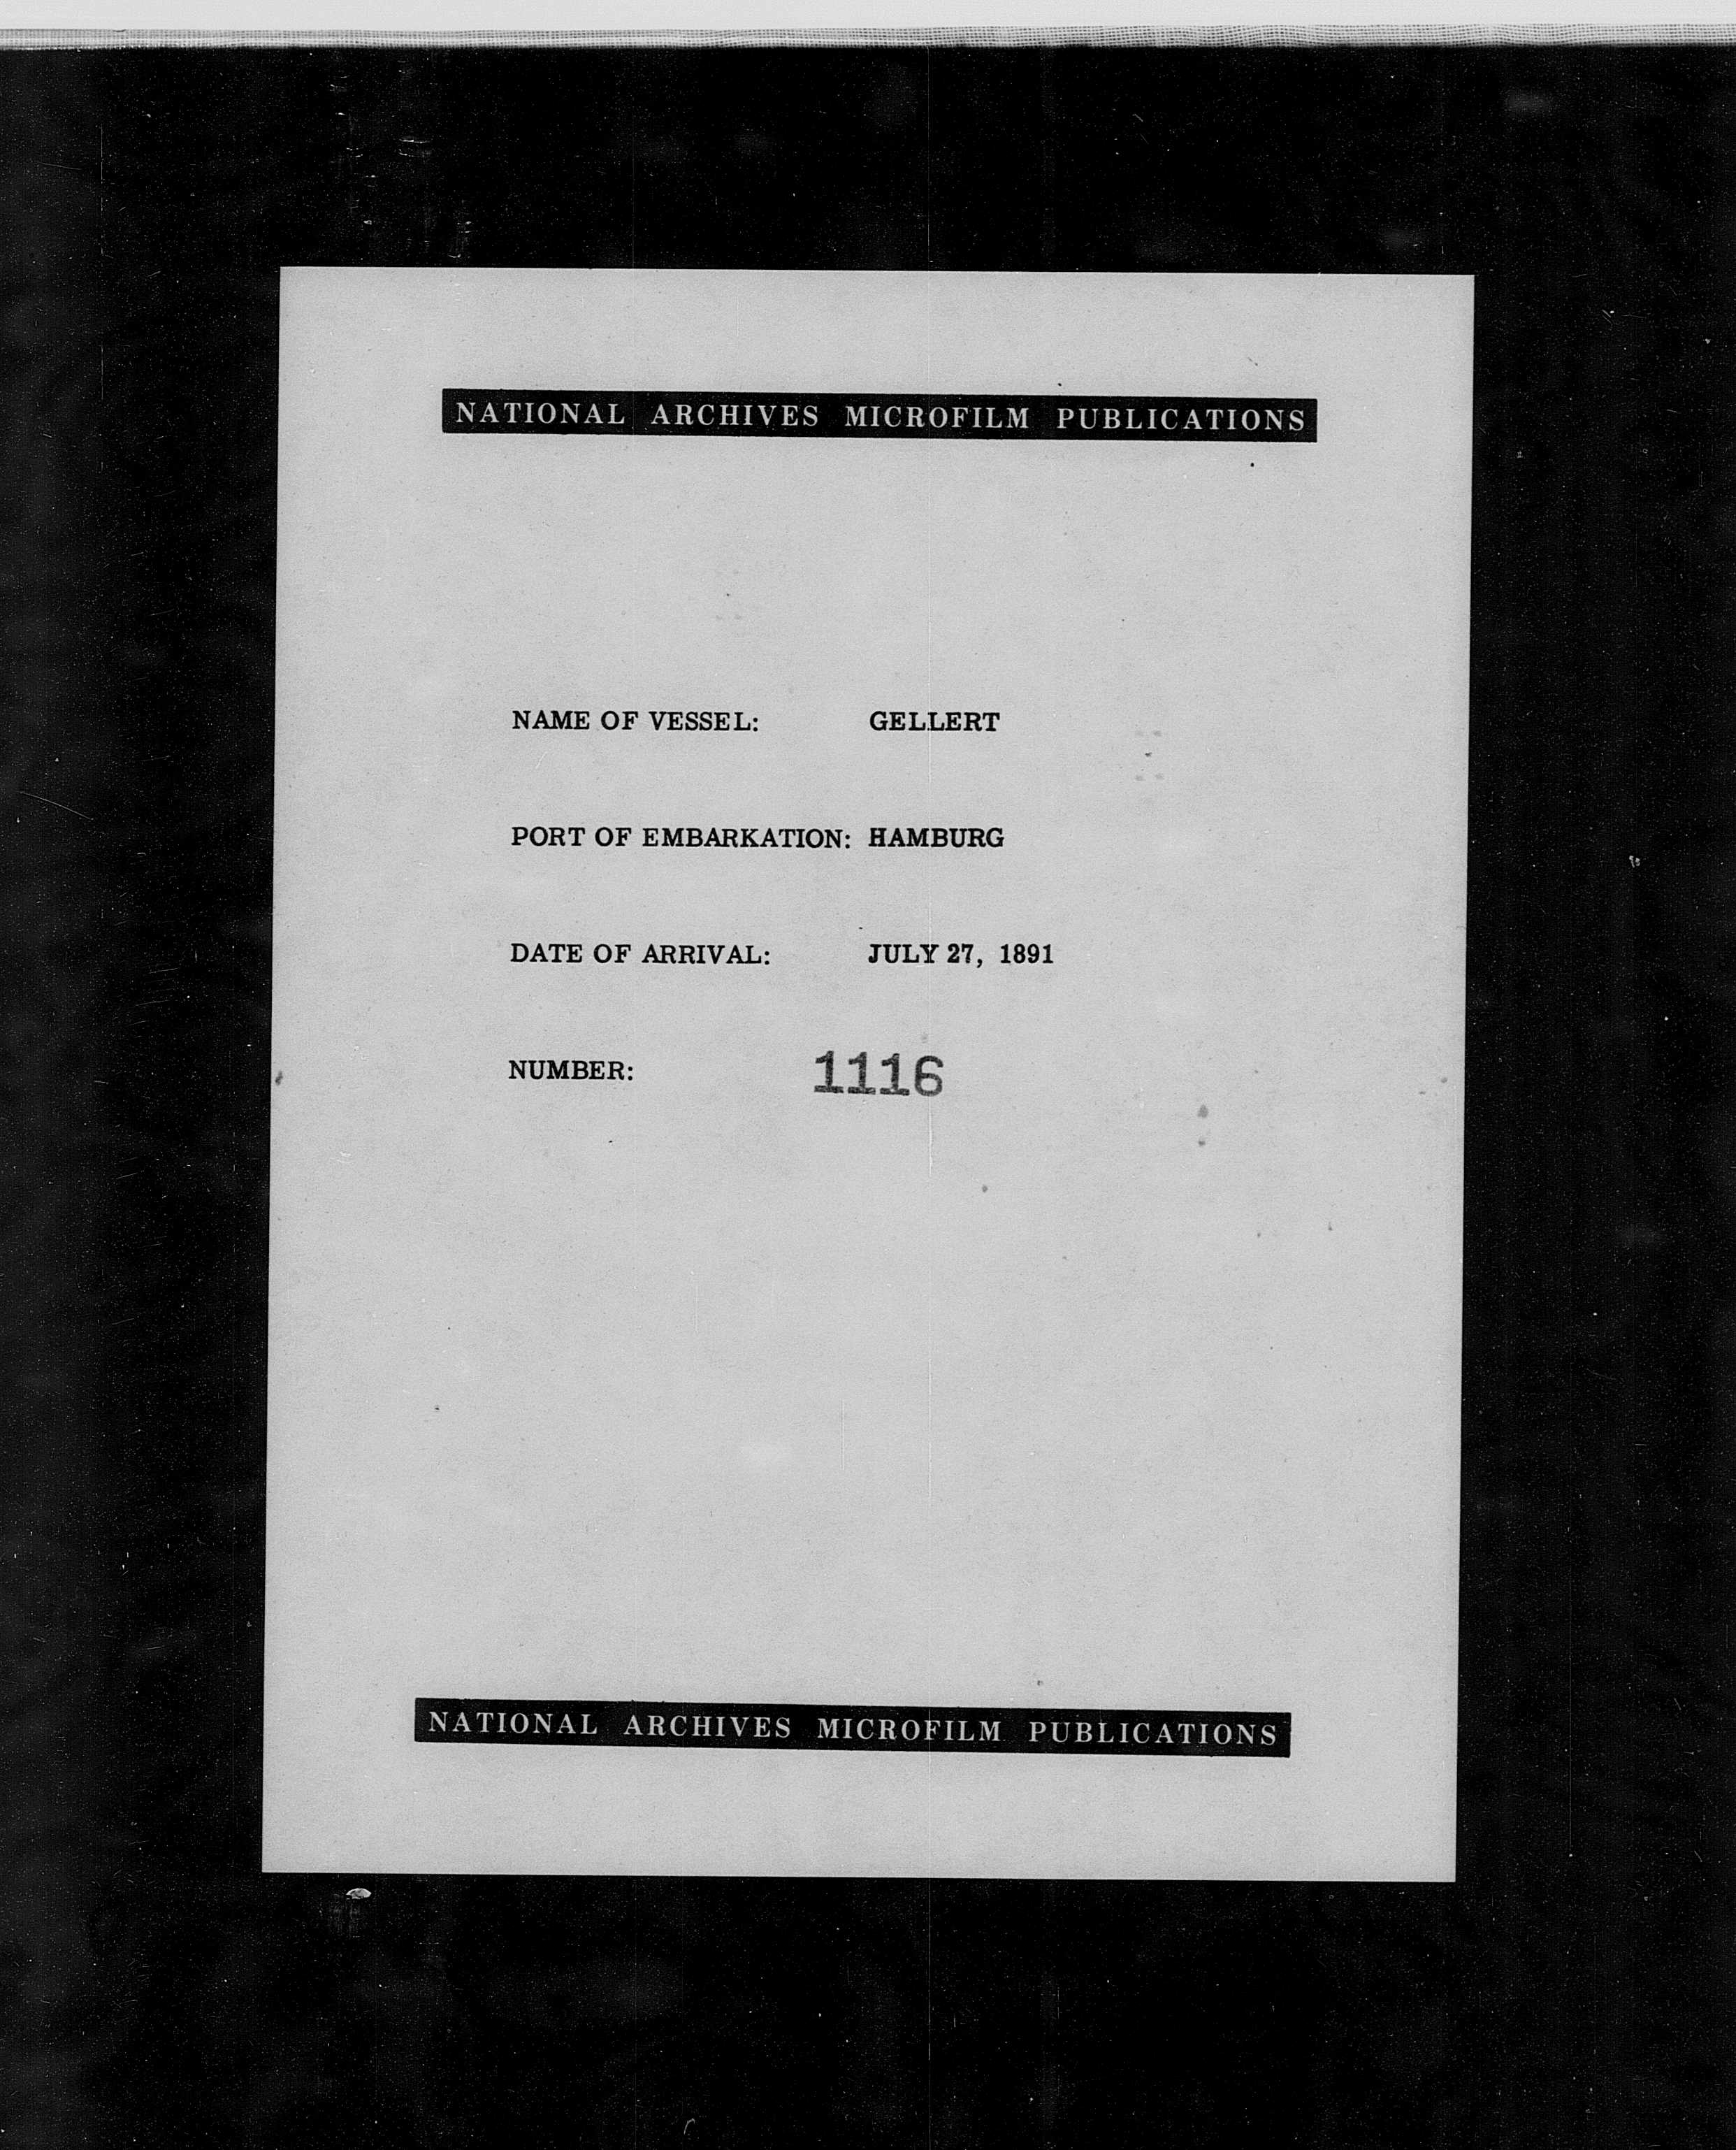 NATIONAL ARCHIVES MICROFILM PUBLICATIONS
NAME OF VESSEL: GELLERT
PORT OF EMBARKATION: HAMBURG
DATE OF ARRIVAL: JULY 27, 1891
NUMBER: 1116
NATIONAL ARCHIVES MICROFILM PUBLICATIONS